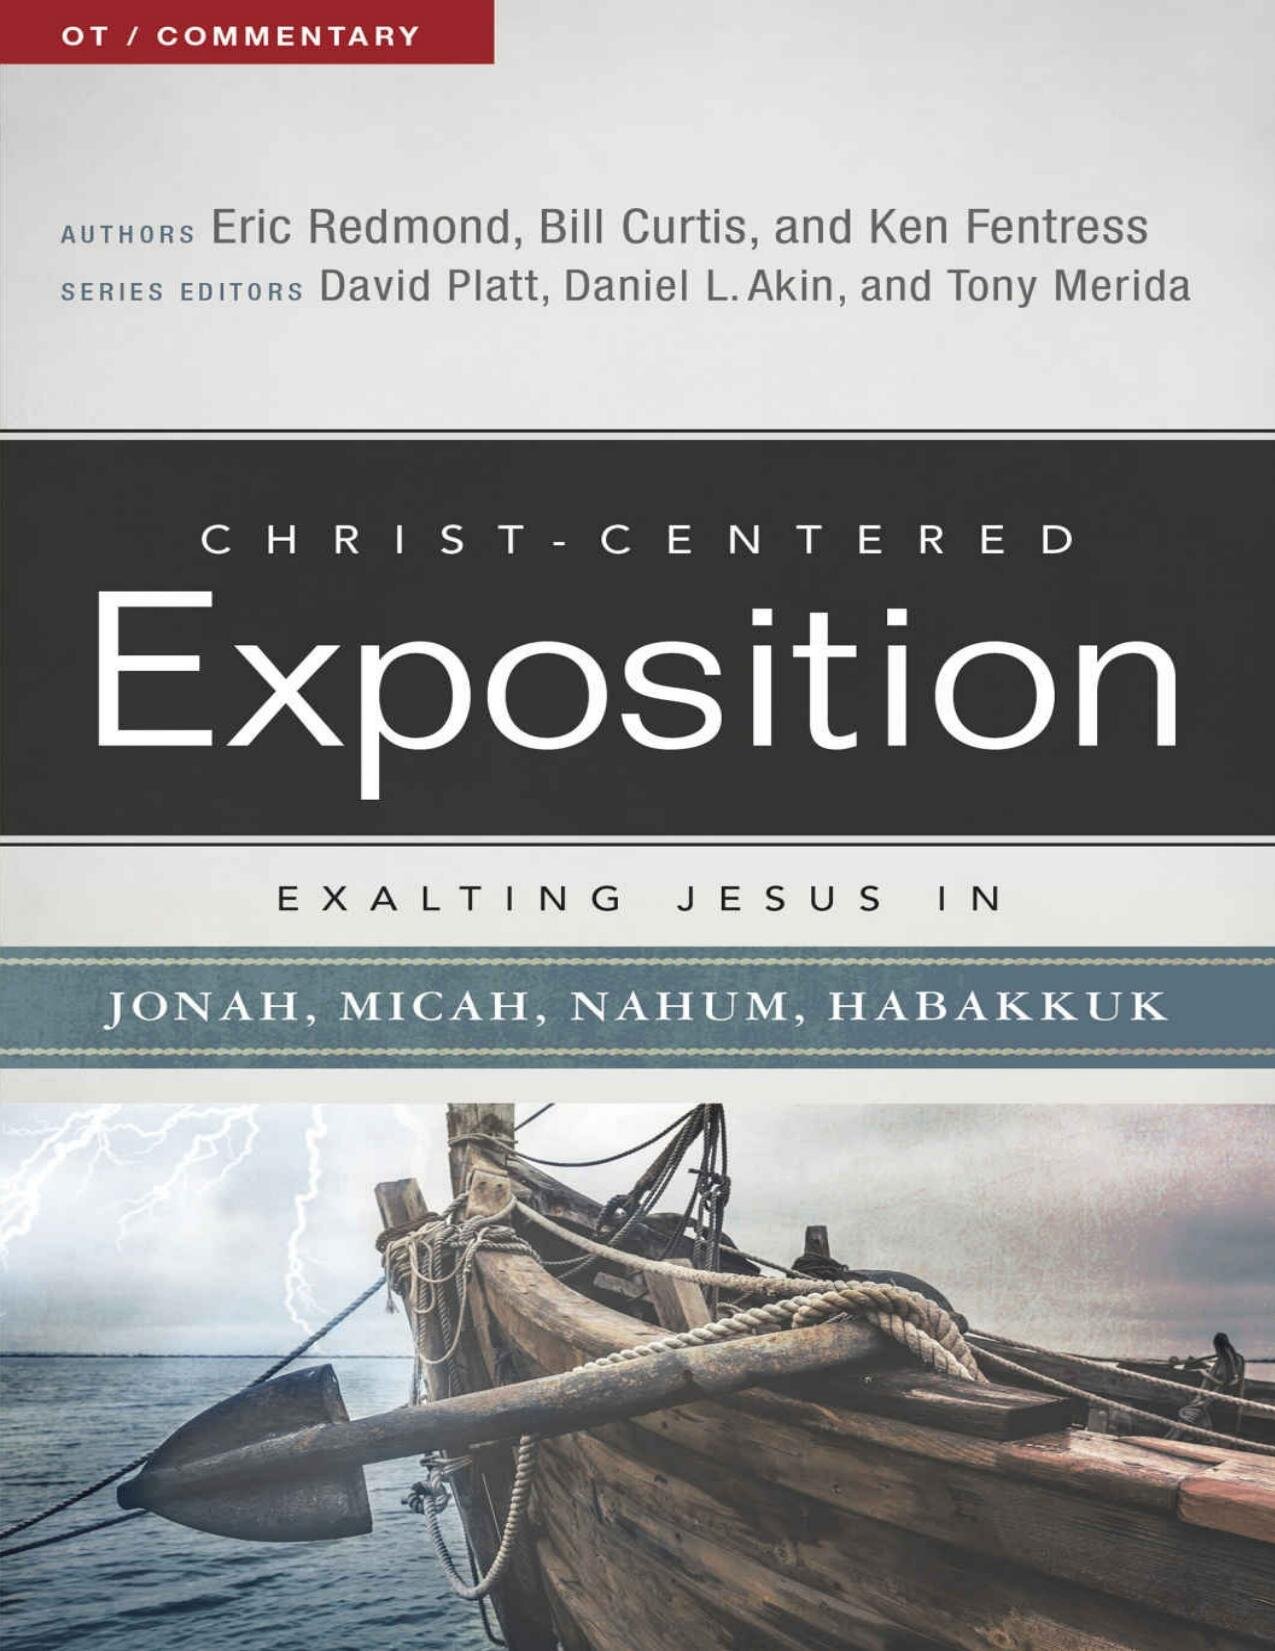 OT / COMMENTARY
AUTHORS Eric Redmond, Bill Curtis, and Ken Fentress
SERIES EDITORS David Platt, Daniel L. Akin, and Tony Merida
CHRIST-CENTERED
Exposition
EXALTING JESUS IN
JONAH, MICAH, NAHUM, HABAKKUK